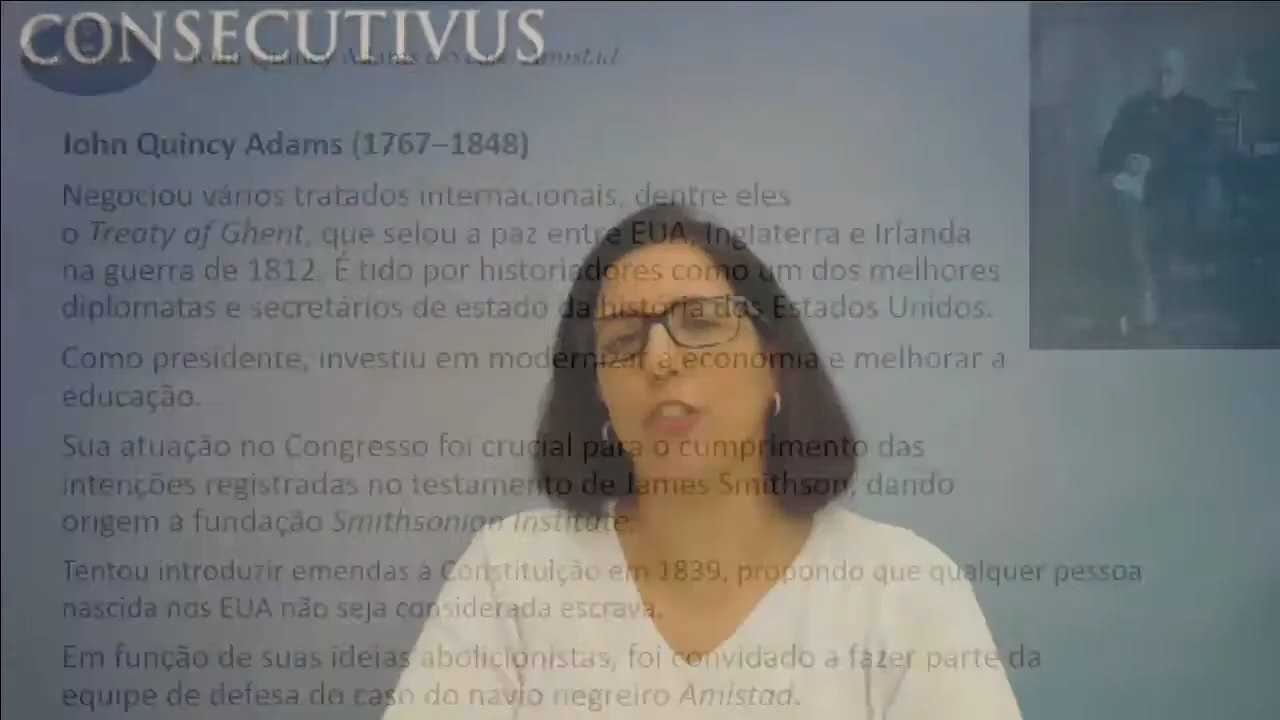 CONSECUTIVUS
John Quincy Adams e o caso Amistad
John Quincy Adams (1767–1848)
Negociou vários tratados internacionais, dentre eles
o Treaty of Ghent, que selou a paz entre EUA, Inglaterra e Irlanda
na guerra de 1812. É tido por historiadores como um dos melhores
diplomatas e secretários de estado da história dos Estados Unidos.
Como presidente, investiu em modernizar a economia e melhorar a
educação.
Sua atuação no Congresso foi crucial para o cumprimento das
intenções registradas no testamento de James Smithson, dando
origem a fundação Smithsonian Institute.
Tentou introduzir emendas à Constituição em 1839, propondo que qualquer pessoa
nascida nos EUA não seja considerada escrava.
Em função de suas ideias abolicionistas, foi convidado a fazer parte da
equipe de defesa do caso do navio negreiro Amistad.